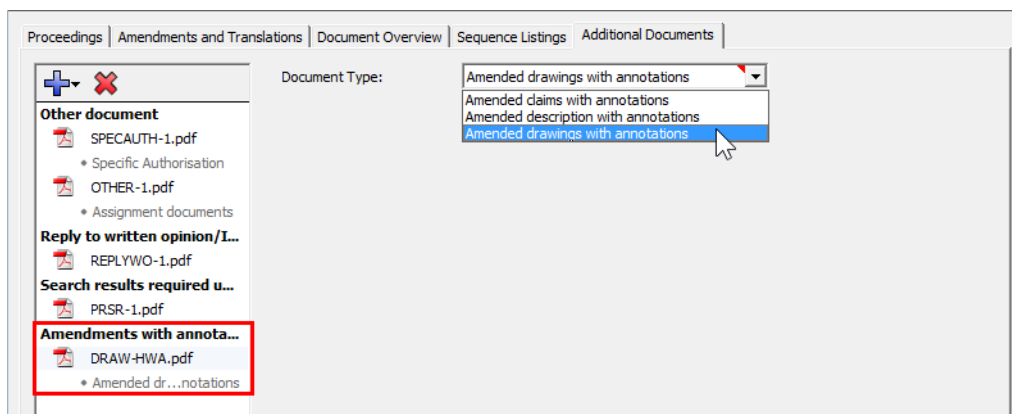 Proceedings Amendments and Translations Document Overview Sequence Listings Additional Documents
Document Type:
Amended drawings with annotations
Amended claims with annotations
Amended description with annotations
Amended drawings with annotations
Other document
SPECAUTH-1.pdf
• Specific Authorisation
OTHER-1.pdf
• Assignment documents
Reply to written opinion/I...
REPLYWO-1.pdf
Search results required u...
PRSR-1.pdf
Amendments with annota...
DRAW-HWA.pdf
• Amended dr...notations